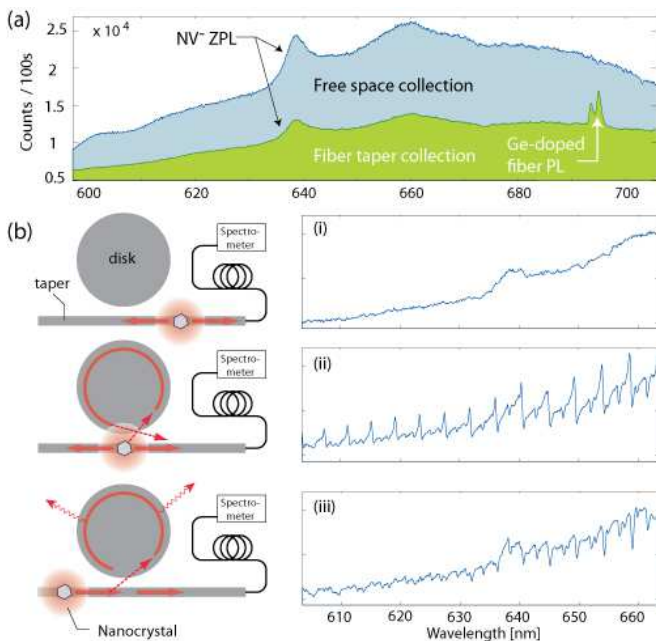 (a)
2.5
x 10⁴
2
1.5
1
0.5
Counts / 100s
NV⁻ ZPL
Free space collection
Fiber taper collection
Ge-doped
fiber PL
600
620
640
660
680
700
(b)
disk
taper
Spectro-
meter
(i)
Spectro-
meter
(ii)
Spectro-
meter
(iii)
Nanocrystal
610
620
630
640
650
660
Wavelength [nm]